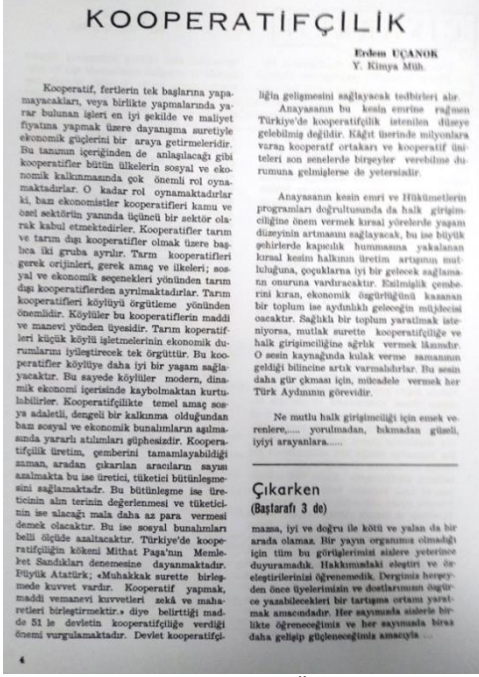 KOOPERATİFÇİLİK
Erdem UÇANOK
Y. Kimya Müh.
Kooperatif, fertlerin tek başlarına yapa-
mayacakları, veya birlikte yapmalarında ya-
rar bulunan işleri en iyi şekilde ve maliyet
fiyatına yapmak üzere dayanışma suretiyle
ekonomik güçlerini bir araya getirmeleridir.
Bu tanımın içeriğinden de anlaşılacağı gibi
kooperatifler bütün ülkelerin sosyal ve eko-
nomik kalkınmasında çok önemli rol oyna-
maktadırlar. O kadar rol oynamaktadırlar
ki, bazı ekonomistler kooperatifleri kamu ve
özel sektörün yanında üçüncü bir sektör ola-
rak kabul etmektedirler. Kooperatifler tarım
ve tarım dışı kooperatifler olmak üzere baş-
lıca iki gruba ayrılır. Tarım kooperatifleri
gerek orijinleri, gerek amaç ve ilkeleri; sos-
yal ve ekonomik seçenekleri yönünden tarım
dışı kooperatiflerden ayrılmaktadırlar. Tarım
kooperatifleri köylüyü örgütleme yönünden
önemlidir. Köylüler bu kooperatiflerin maddi
ve manevi yönden üyesidir. Tarım koperatif-
leri küçük köylü işletmelerinin ekonomik du-
rumlarını iyileştirecek tek örgüttür. Bu koo-
peratifler köylüye daha iyi bir yaşam sağla-
yacaktır. Bu sayede köylüler modern, dina-
mik ekonomi içerisinde kaybolmaktan kurtu-
labilirler. Kooperatifçilikte temel amaç sos-
ya adaletli, dengeli bir kalkınma olduğundan
bazı sosyal ve ekonomik bunalımların aşılma-
sında yararlı atılımları şüphesizdir. Koopera-
tifçilik üretim, çemberini tamamlayabildiği
zaman, aradan çıkarılan aracıların sayısı
azalmakta bu ise üretici, tüketici bütünleşme-
sini sağlamaktadır. Bu bütünleşme ise üre-
ticinin alın terinin değerlenmesi ve tüketici-
nin ise alacağı mala daha az para vermesi
demek olacaktır. Bu ise sosyal bunalımları
belli ölçüde azaltacaktır. Türkiye'de koope-
ratifçiliğin kökeni Mithat Paşa'nın Memle-
ket Sandıkları denemesine dayanmaktadır.
Büyük Atatürk; «Muhakkak surette birleş-
mede kuvvet vardır. Kooperatif yapmak,
maddi vemanevi kuvvetleri zekâ ve maha-
retleri birleştirmektir.» diye belirttiği mad-
de 51 le devletin kooperatifçiliğe verdiği
önemi vurgulamaktadır. Devlet kooperatifçi-
liğin gelişmesini sağlayacak tedbirleri alır.
Anayasanın bu kesin emrine rağmen
Türkiye'de kooperatifçilik istenilen düzeye
gelebilmiş değildir. Kâğıt üzerinde milyonlara
varan kooperatif ortakarı ve kooperatif üni-
teleri son senelerde birşeyler verebilme du-
rumuna gelmişlerse de yetersizdir.
Anayasanın kesin emri ve Hükûmetlerin
programları doğrultusunda da halk girişim-
ciliğine önem vermek kırsal yörelerde yaşam
düzeyinin artmasını sağlayacak, bu ise büyük
şehirlerde kapıcılık hummasına yakalanan
kırsal kesim halkının üretim artışının mut-
luluğuna, çocuklarna iyi bir gelecek sağlama-
nn onuruna vardıracaktır. Ezilmişlik çembe-
rini kıran, ekonomik özgürlüğünü kazanan
bir toplum ise aydınlıklı geleceğin müjdecisi
oacaktır. Sağlıklı bir toplum yaratılmak iste-
niyorsa, mutlak surette kooperatifçiliğe ve
halk girişimciliğine ağrlık vermek lâzımdır.
O sesin kaynağında kulak verme samanının
geldiği bilincine artık varmalıdırlar. Bu sesin
daha gür çkması için, mücadele vermek her
Türk Aydınının görevidir.
Ne mutlu halk girişimciliği için emek ve-
renlere,..... yorulmadan, bıkmadan güzeli,
iyiyi arayanlara......
Çıkarken
(Baştarafı 3 de)
massa, iyi ve doğru ile kötü ve yalan da bir
arada olamaz. Bir yayın organımız olmadığı
için tüm bu görüşlerimizi sizlere yeterince
duyuramadık. Hakkımızdaki eleştiri ve öz-
eleştirilerinizi öğrenemedik. Dergimiz herşey-
den önce üyelerimizin ve dostlarımızın özgür-
ce yazabilecekleri bir tartışma ortamı yarat-
mak amacındadır. Her sayımızda sizlerle bir-
likte öğreneceğimiz ve her sayımızda biraz
daha gelişip güçleneceğimiz amacıyla ...
4